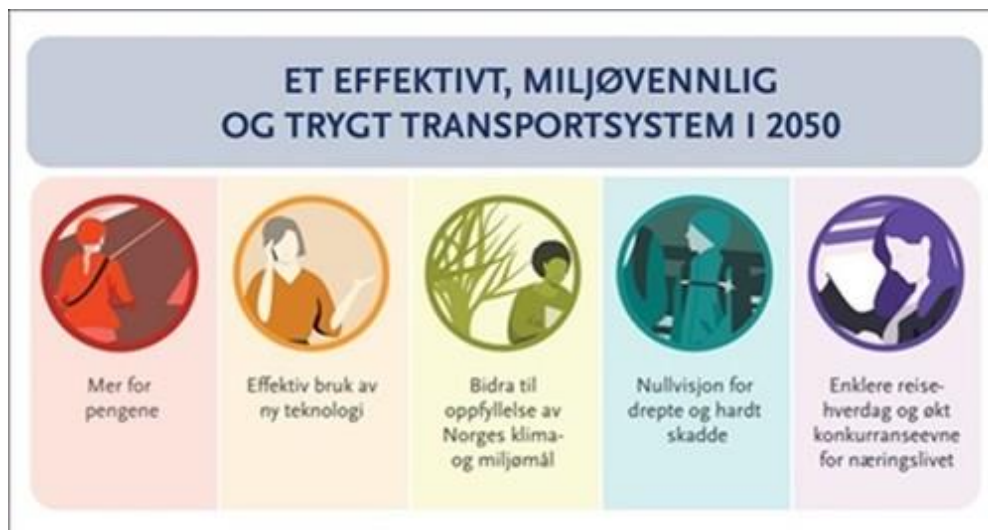 ET EFFEKTIVT, MILJØVENNLIG
OG TRYGT TRANSPORTSYSTEM I 2050
Mer for
pengene
Effektiv bruk av
ny teknologi
Bidra til
oppfyllelse av
Norges klima-
og miljømål
Nullvisjon for
drepte og hardt
skadde
Enklere reise-
hverdag og økt
konkurranseevne
for næringslivet